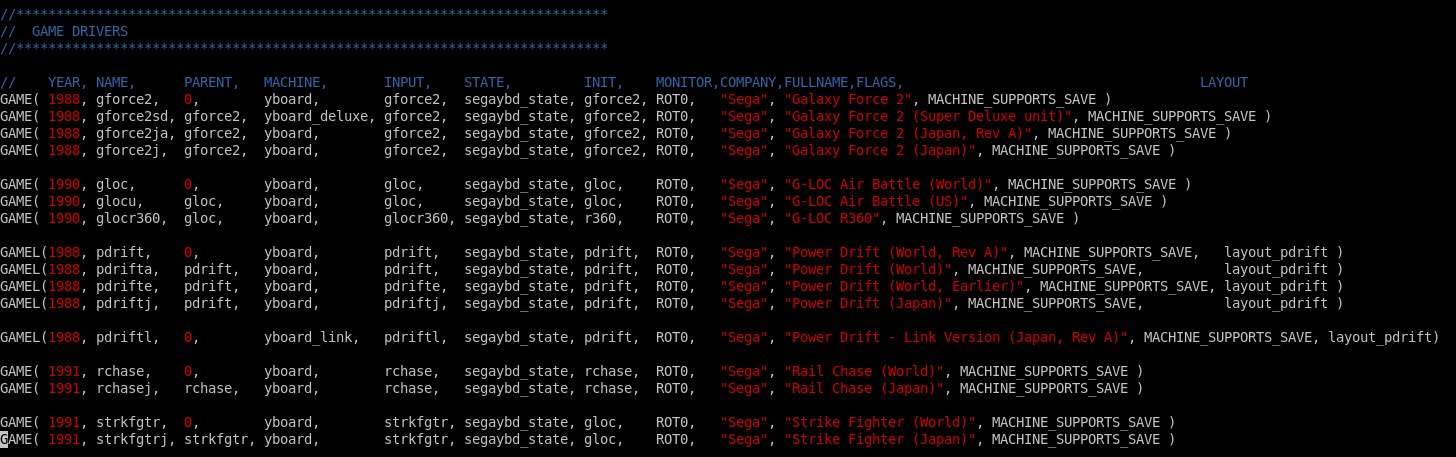 //**************************************************************************
//  GAME DRIVERS
//**************************************************************************

//    YEAR, NAME,      PARENT,   MACHINE,       INPUT,    STATE,         INIT,    MONITOR,COMPANY,FULLNAME,FLAGS,                                     LAYOUT
GAME( 1988, gforce2,   0,        yboard,        gforce2,  segaybd_state, gforce2, ROT0,   "Sega", "Galaxy Force 2", MACHINE_SUPPORTS_SAVE )
GAME( 1988, gforce2sd, gforce2,  yboard_deluxe, gforce2,  segaybd_state, gforce2, ROT0,   "Sega", "Galaxy Force 2 (Super Deluxe unit)", MACHINE_SUPPORTS_SAVE )
GAME( 1988, gforce2ja, gforce2,  yboard,        gforce2,  segaybd_state, gforce2, ROT0,   "Sega", "Galaxy Force 2 (Japan, Rev A)", MACHINE_SUPPORTS_SAVE )
GAME( 1988, gforce2j,  gforce2,  yboard,        gforce2,  segaybd_state, gforce2, ROT0,   "Sega", "Galaxy Force 2 (Japan)", MACHINE_SUPPORTS_SAVE )

GAME( 1990, gloc,      0,        yboard,        gloc,     segaybd_state, gloc,    ROT0,   "Sega", "G-LOC Air Battle (World)", MACHINE_SUPPORTS_SAVE )
GAME( 1990, glocu,     gloc,     yboard,        gloc,     segaybd_state, gloc,    ROT0,   "Sega", "G-LOC Air Battle (US)", MACHINE_SUPPORTS_SAVE )
GAME( 1990, glocr360,  gloc,     yboard,        glocr360, segaybd_state, r360,    ROT0,   "Sega", "G-LOC R360", MACHINE_SUPPORTS_SAVE )

GAMEL(1988, pdrift,    0,        yboard,        pdrift,   segaybd_state, pdrift,  ROT0,   "Sega", "Power Drift (World, Rev A)", MACHINE_SUPPORTS_SAVE,   layout_pdrift )
GAMEL(1988, pdrifta,   pdrift,   yboard,        pdrift,   segaybd_state, pdrift,  ROT0,   "Sega", "Power Drift (World)", MACHINE_SUPPORTS_SAVE,          layout_pdrift )
GAMEL(1988, pdrifte,   pdrift,   yboard,        pdrifte,  segaybd_state, pdrift,  ROT0,   "Sega", "Power Drift (World, Earlier)", MACHINE_SUPPORTS_SAVE, layout_pdrift )
GAMEL(1988, pdriftj,   pdrift,   yboard,        pdriftj,  segaybd_state, pdrift,  ROT0,   "Sega", "Power Drift (Japan)", MACHINE_SUPPORTS_SAVE,          layout_pdrift )

GAMEL(1988, pdriftl,   0,        yboard_link,   pdriftl,  segaybd_state, pdrift,  ROT0,   "Sega", "Power Drift - Link Version (Japan, Rev A)", MACHINE_SUPPORTS_SAVE, layout_pdrift)

GAME( 1991, rchase,    0,        yboard,        rchase,   segaybd_state, rchase,  ROT0,   "Sega", "Rail Chase (World)", MACHINE_SUPPORTS_SAVE )
GAME( 1991, rchasej,   rchase,   yboard,        rchase,   segaybd_state, rchase,  ROT0,   "Sega", "Rail Chase (Japan)", MACHINE_SUPPORTS_SAVE )

GAME( 1991, strkfgtr,  0,        yboard,        strkfgtr, segaybd_state, gloc,    ROT0,   "Sega", "Strike Fighter (World)", MACHINE_SUPPORTS_SAVE )
GAME( 1991, strkfgtrj, strkfgtr, yboard,        strkfgtr, segaybd_state, gloc,    ROT0,   "Sega", "Strike Fighter (Japan)", MACHINE_SUPPORTS_SAVE )